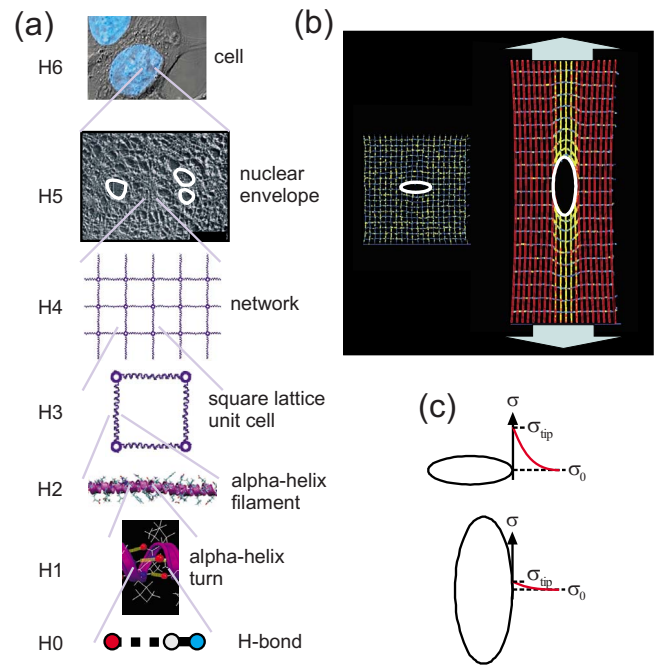 (a)
H6
cell
H5
nuclear
envelope
H4
network
H3
square lattice
unit cell
H2
alpha-helix
filament
H1
alpha-helix
turn
H0
H-bond
(b)
(c)
σ
σtip
σ0
σ
σtip
σ0